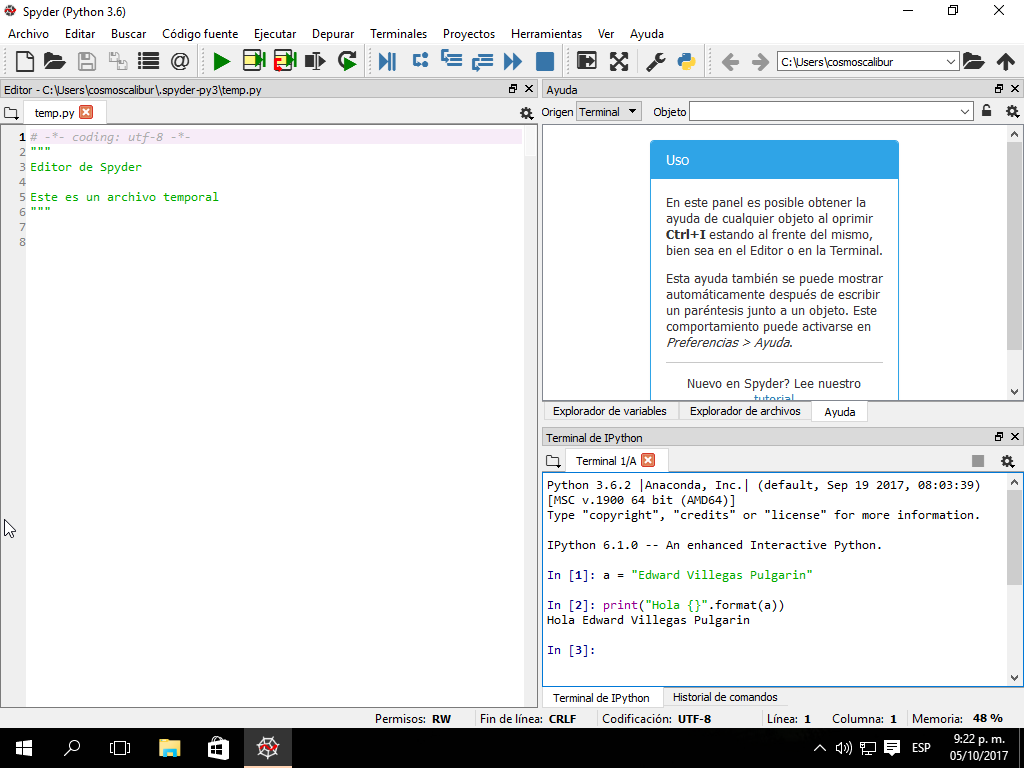 Spyder (Python 3.6)
Archivo Editar Buscar Código fuente Ejecutar Depurar Terminales Proyectos Herramientas Ver Ayuda
C:\Users\cosmoscalibur
Editor - C:\Users\cosmoscalibur\.spyder-py3\temp.py
temp.py
1 # -*- coding: utf-8 -*-
2 """
3 Editor de Spyder
4
5 Este es un archivo temporal
6 """
7
8
Ayuda
Origen Terminal Objeto
Uso
En este panel es posible obtener la
ayuda de cualquier objeto al oprimir
Ctrl+I estando al frente del mismo,
bien sea en el Editor o en la Terminal.
Esta ayuda también se puede mostrar
automáticamente después de escribir
un paréntesis junto a un objeto. Este
comportamiento puede activarse en
Preferencias > Ayuda.
Nuevo en Spyder? Lee nuestro
tutorial
Explorador de variables Explorador de archivos Ayuda
Terminal de IPython
Terminal 1/A
Python 3.6.2 |Anaconda, Inc.| (default, Sep 19 2017, 08:03:39)
[MSC v.1900 64 bit (AMD64)]
Type "copyright", "credits" or "license" for more information.
IPython 6.1.0 -- An enhanced Interactive Python.
In [1]: a = "Edward Villegas Pulgarin"
In [2]: print("Hola {}".format(a))
Hola Edward Villegas Pulgarin
In [3]:
Terminal de IPython Historial de comandos
Permisos: RW Fin de línea: CRLF Codificación: UTF-8 Línea: 1 Columna: 1 Memoria: 48 %
ESP
9:22 p. m.
05/10/2017